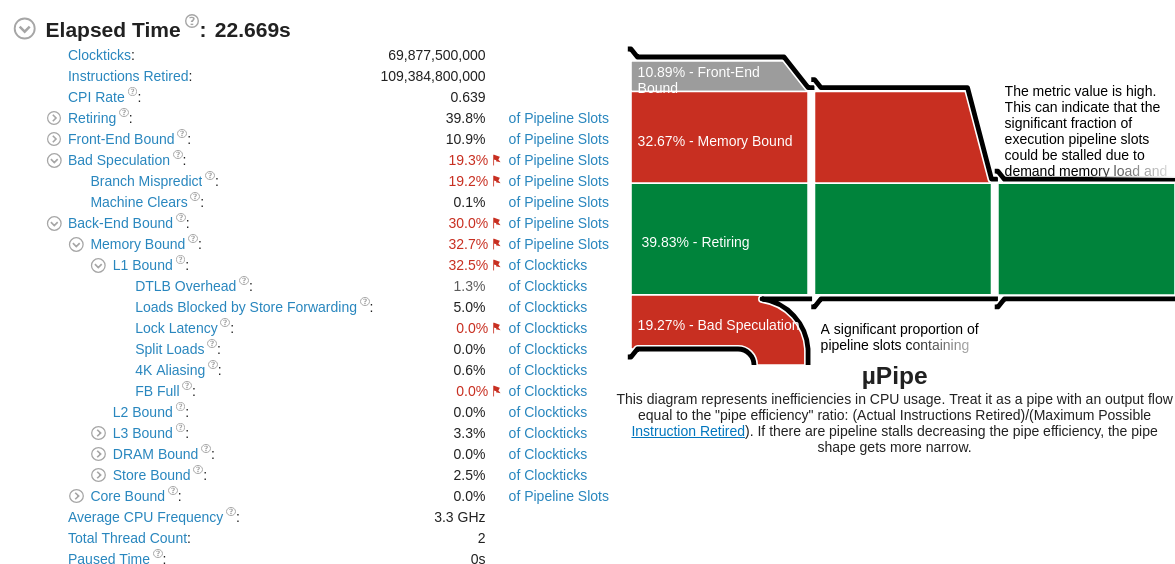 Elapsed Time ?: 22.669s
Clockticks: 69,877,500,000
Instructions Retired: 109,384,800,000
CPI Rate ?: 0.639
Retiring ?: 39.8% of Pipeline Slots
Front-End Bound ?: 10.9% of Pipeline Slots
Bad Speculation ?: 19.3% of Pipeline Slots
Branch Mispredict ?: 19.2% of Pipeline Slots
Machine Clears ?: 0.1% of Pipeline Slots
Back-End Bound ?: 30.0% of Pipeline Slots
Memory Bound ?: 32.7% of Pipeline Slots
L1 Bound ?: 32.5% of Clockticks
DTLB Overhead ?: 1.3% of Clockticks
Loads Blocked by Store Forwarding ?: 5.0% of Clockticks
Lock Latency ?: 0.0% of Clockticks
Split Loads ?: 0.0% of Clockticks
4K Aliasing ?: 0.6% of Clockticks
FB Full ?: 0.0% of Clockticks
L2 Bound ?: 0.0% of Clockticks
L3 Bound ?: 3.3% of Clockticks
DRAM Bound ?: 0.0% of Clockticks
Store Bound ?: 2.5% of Clockticks
Core Bound ?: 0.0% of Pipeline Slots
Average CPU Frequency ?: 3.3 GHz
Total Thread Count: 2
Paused Time ?: 0s
10.89% - Front-End
Bound
32.67% - Memory Bound
39.83% - Retiring
19.27% - Bad Speculation
The metric value is high.
This can indicate that the
significant fraction of
execution pipeline slots
could be stalled due to
demand memory load and
A significant proportion of
pipeline slots containing
µPipe
This diagram represents inefficiencies in CPU usage. Treat it as a pipe with an output flow
equal to the "pipe efficiency" ratio: (Actual Instructions Retired)/(Maximum Possible
Instruction Retired). If there are pipeline stalls decreasing the pipe efficiency, the pipe
shape gets more narrow.